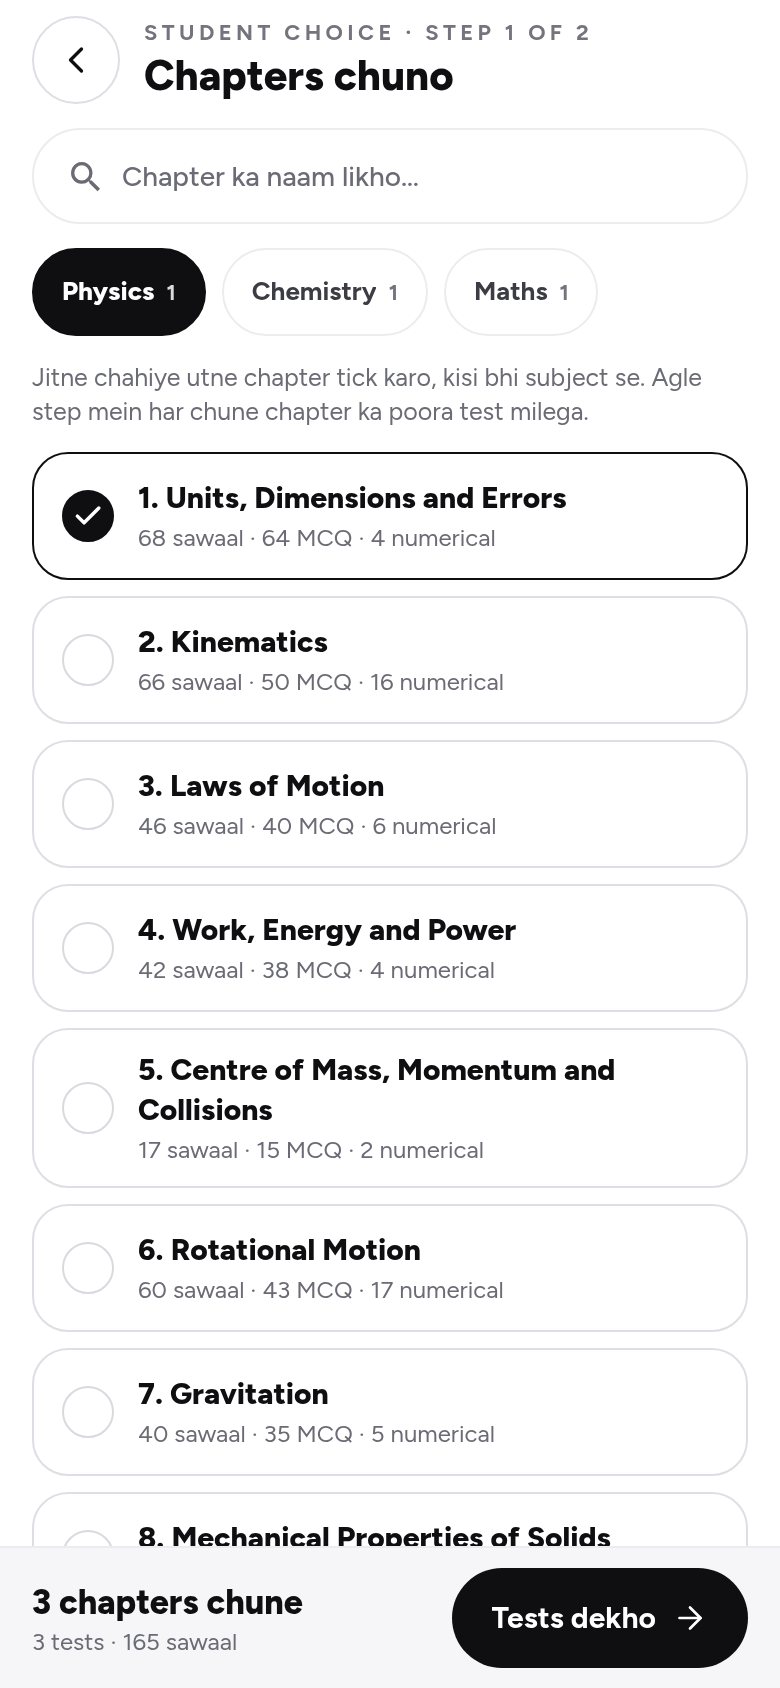 STUDENT CHOICE · STEP 1 OF 2
Chapters chuno
Chapter ka naam likho...
Physics 1 Chemistry 1 Maths 1
Jitne chahiye utne chapter tick karo, kisi bhi subject se. Agle
step mein har chune chapter ka poora test milega.
1. Units, Dimensions and Errors
68 sawaal · 64 MCQ · 4 numerical
2. Kinematics
66 sawaal · 50 MCQ · 16 numerical
3. Laws of Motion
46 sawaal · 40 MCQ · 6 numerical
4. Work, Energy and Power
42 sawaal · 38 MCQ · 4 numerical
5. Centre of Mass, Momentum and
Collisions
17 sawaal · 15 MCQ · 2 numerical
6. Rotational Motion
60 sawaal · 43 MCQ · 17 numerical
7. Gravitation
40 sawaal · 35 MCQ · 5 numerical
8. Mechanical Properties of Solids
3 chapters chune
3 tests · 165 sawaal
Tests dekho